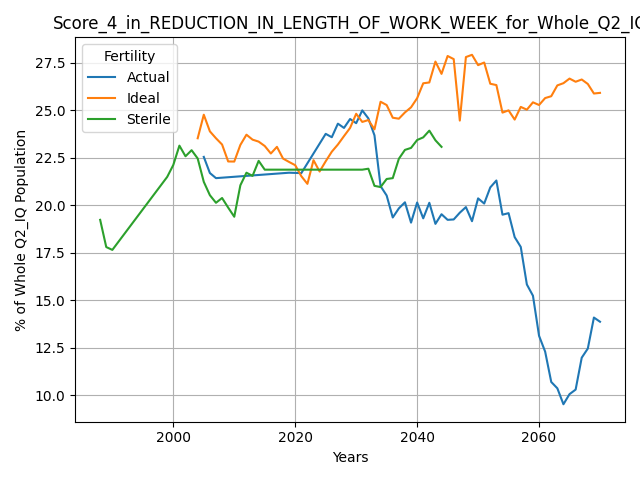 Score_4_in_REDUCTION_IN_LENGTH_OF_WORK_WEEK_for_Whole_Q2_IQ
Fertility
Actual
Ideal
Sterile
% of Whole Q2_IQ Population
27.5
25.0
22.5
20.0
17.5
15.0
12.5
10.0
2000
2020
2040
2060
Years